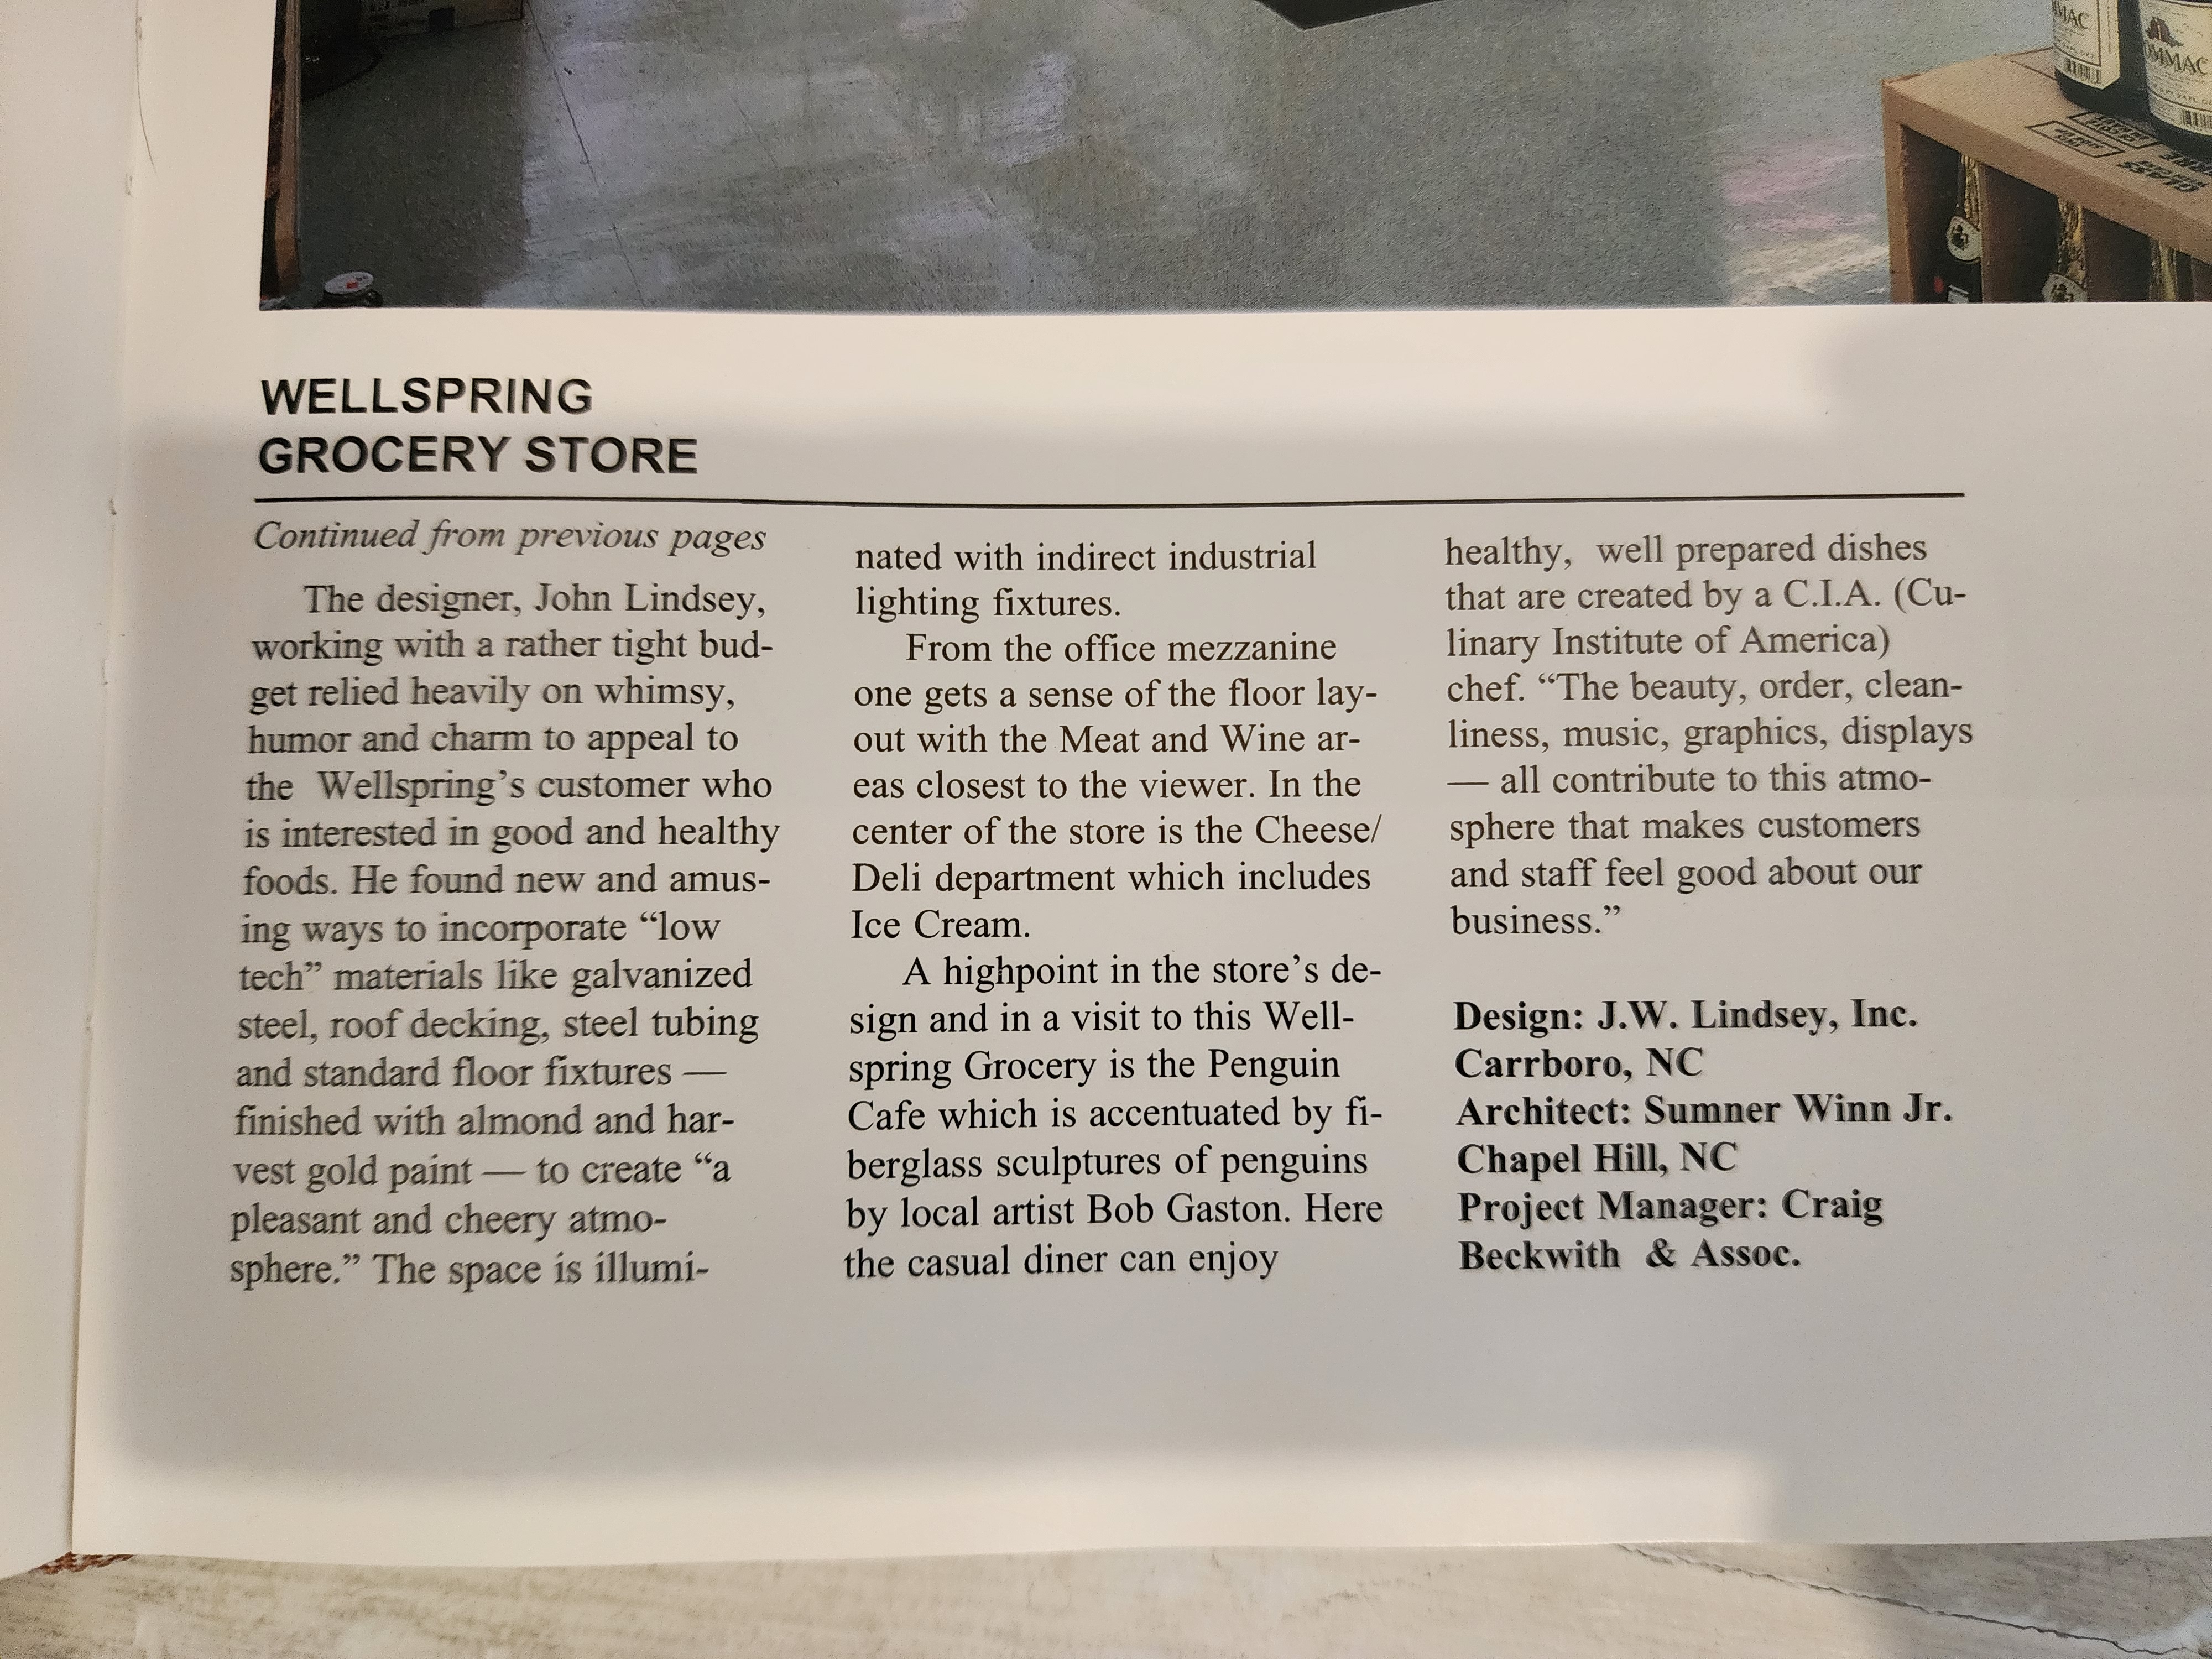 WELLSPRING
GROCERY STORE
Continued from previous pages
The designer, John Lindsey,
working with a rather tight bud-
get relied heavily on whimsy,
humor and charm to appeal to
the  Wellspring's customer who
is interested in good and healthy
foods. He found new and amus-
ing ways to incorporate “low
tech” materials like galvanized
steel, roof decking, steel tubing
and standard floor fixtures —
finished with almond and har-
vest gold paint — to create “a
pleasant and cheery atmo-
sphere.” The space is illumi-
nated with indirect industrial
lighting fixtures.
From the office mezzanine
one gets a sense of the floor lay-
out with the Meat and Wine ar-
eas closest to the viewer. In the
center of the store is the Cheese/
Deli department which includes
Ice Cream.
A highpoint in the store's de-
sign and in a visit to this Well-
spring Grocery is the Penguin
Cafe which is accentuated by fi-
berglass sculptures of penguins
by local artist Bob Gaston. Here
the casual diner can enjoy
healthy,  well prepared dishes
that are created by a C.I.A. (Cu-
linary Institute of America)
chef. “The beauty, order, clean-
liness, music, graphics, displays
— all contribute to this atmo-
sphere that makes customers
and staff feel good about our
business.”
Design: J.W. Lindsey, Inc.
Carrboro, NC
Architect: Sumner Winn Jr.
Chapel Hill, NC
Project Manager: Craig
Beckwith  & Assoc.